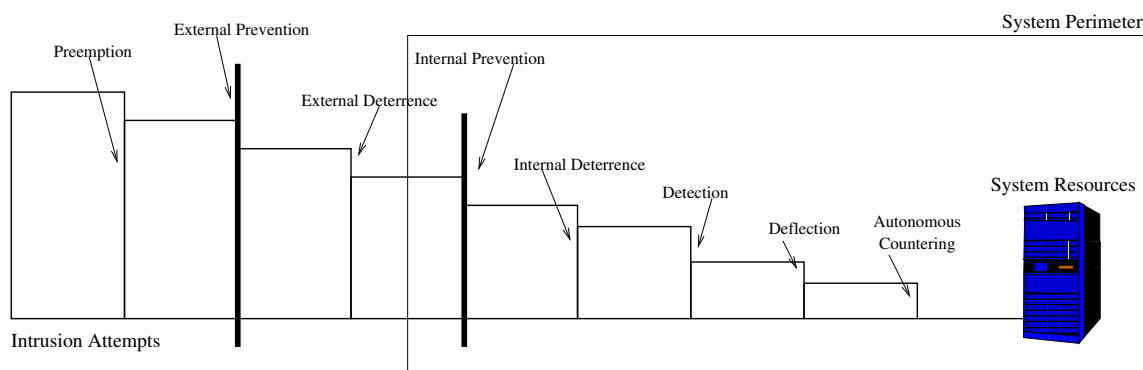 System Perimeter
External Prevention
Preemption
Internal Prevention
External Deterrence
Internal Deterrence
Detection
System Resources
Deflection
Autonomous
Countering
Intrusion Attempts